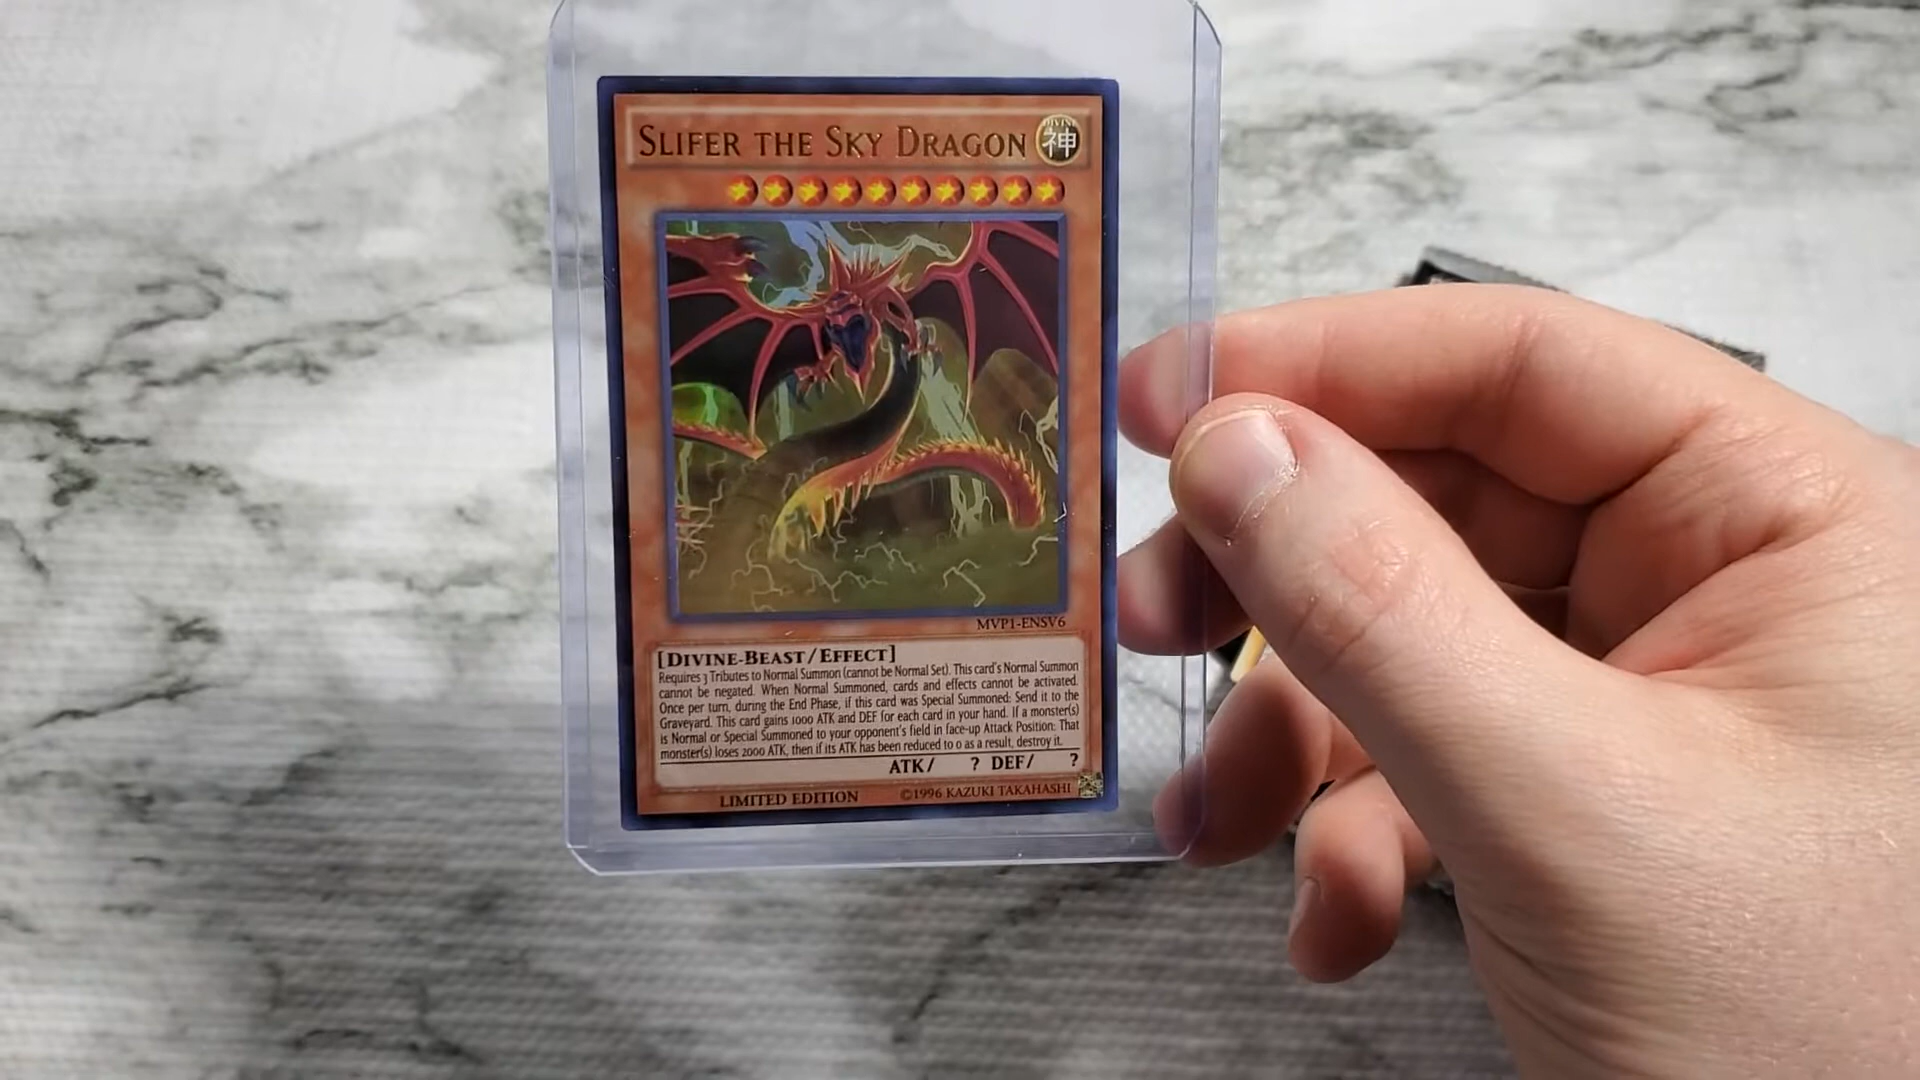 SLIFER THE SKY DRAGON
DIVINE
神
MVP1-ENSV6
[DIVINE-BEAST/EFFECT]
Requires 3 Tributes to Normal Summon (cannot be Normal Set). This card's Normal Summon
cannot be negated. When Normal Summoned, cards and effects cannot be activated.
Once per turn, during the End Phase, if this card was Special Summoned: Send it to the
Graveyard. This card gains 1000 ATK and DEF for each card in your hand. If a monster(s)
is Normal or Special Summoned to your opponent's field in face-up Attack Position: That
monster(s) loses 2000 ATK, then if its ATK has been reduced to 0 as a result, destroy it.
ATK/ ? DEF/ ?
LIMITED EDITION ©1996 KAZUKI TAKAHASHI